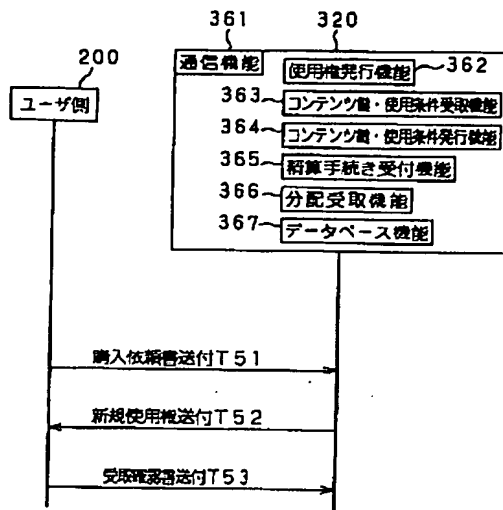 361
320
200
通信機能
使用権発行機能
362
ユーザ側
363
コンテンツ鍵・使用条件受取機能
364
コンテンツ鍵・使用条件発行機能
365
精算手続き受付機能
366
分配受取機能
367
データベース機能
購入依頼書送付T51
新規使用権送付T52
受取確認書送付T53